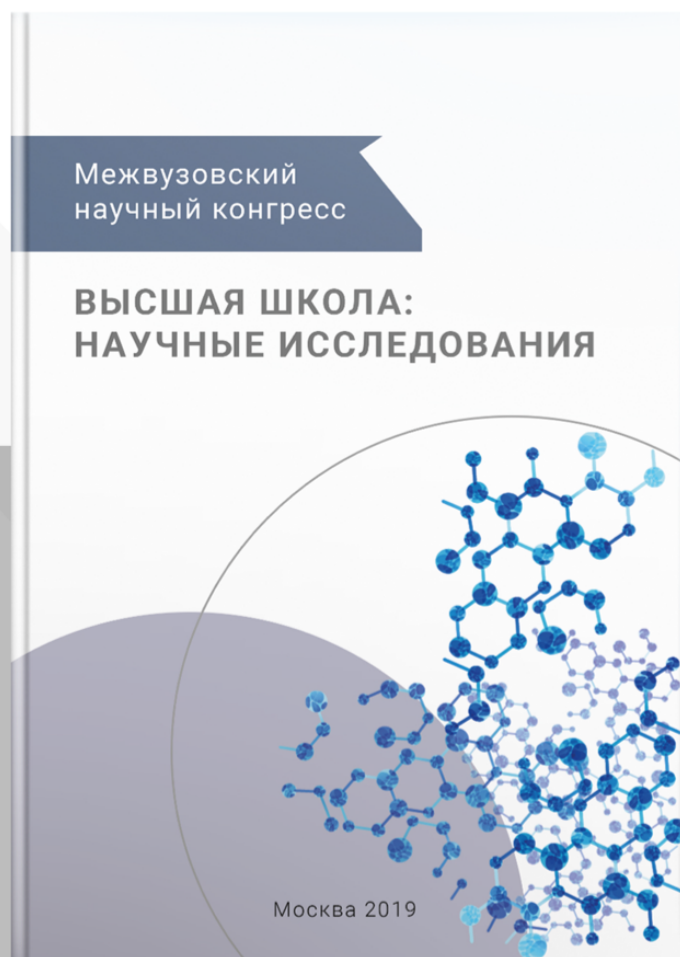 Межвузовский
научный конгресс
ВЫСШАЯ ШКОЛА:
НАУЧНЫЕ ИССЛЕДОВАНИЯ
Москва 2019